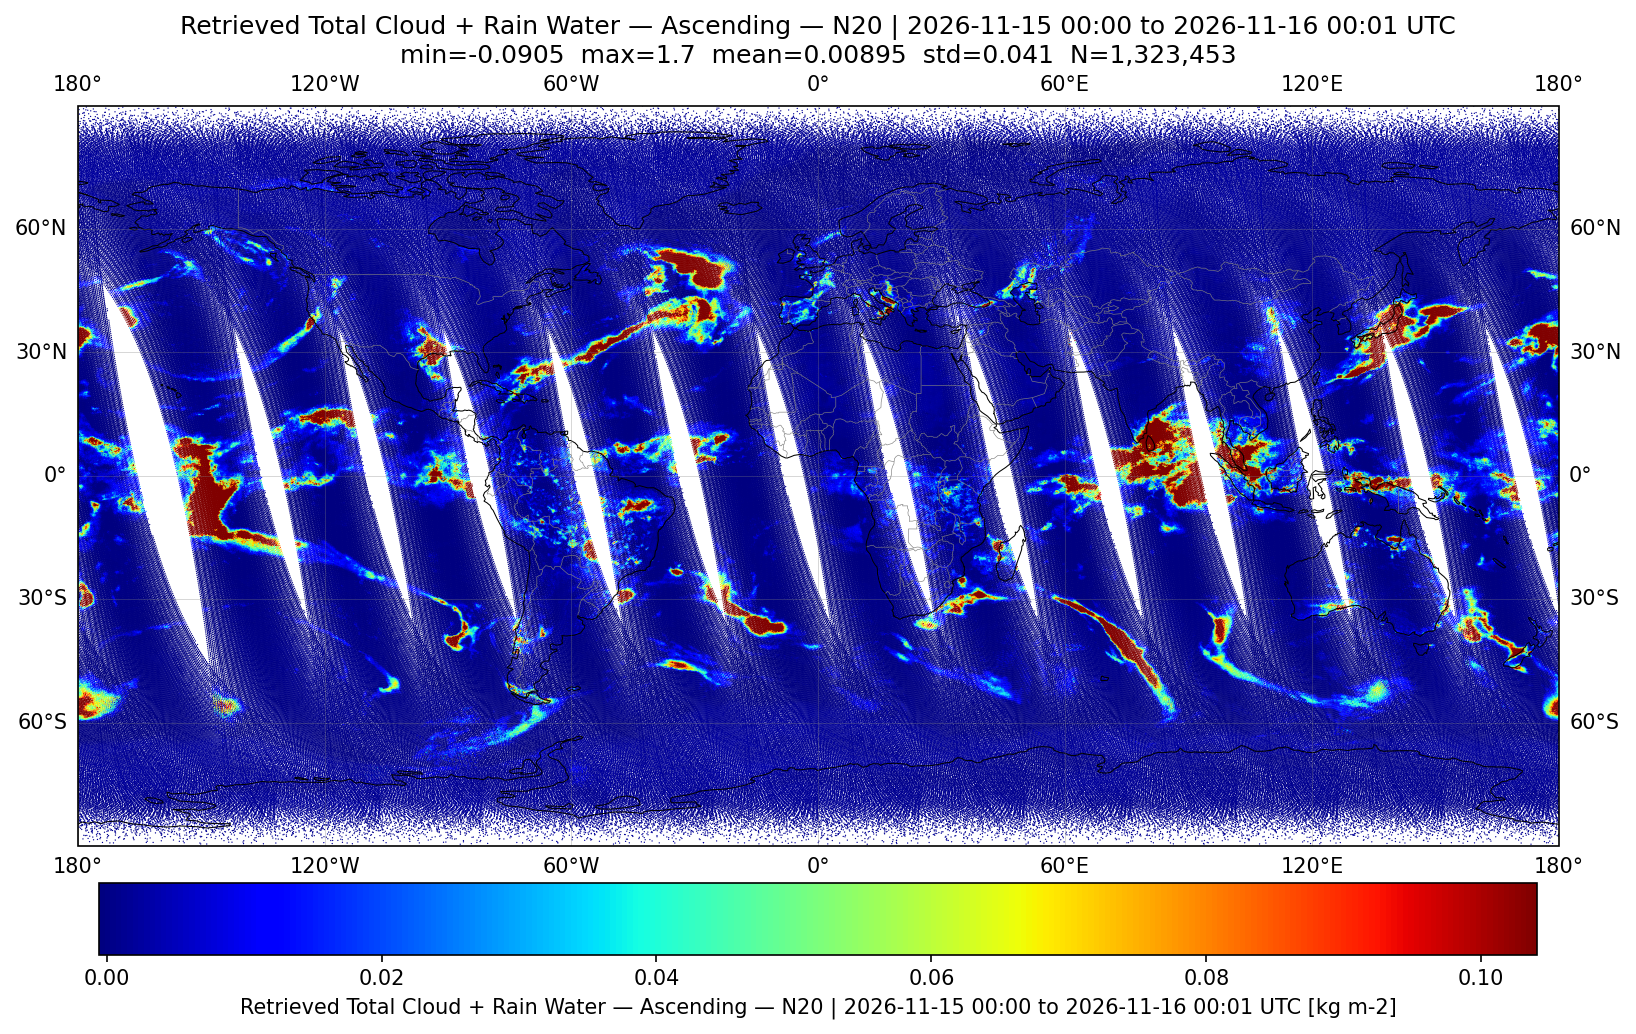 Retrieved Total Cloud + Rain Water — Ascending — N20 | 2026-11-15 00:00 to 2026-11-16 00:01 UTC
min=-0.0905  max=1.7  mean=0.00895  std=0.041  N=1,323,453
180° 120°W 60°W 0° 60°E 120°E 180°
60°N 60°N
30°N 30°N
0° 0°
30°S 30°S
60°S 60°S
180° 120°W 60°W 0° 60°E 120°E 180°
0.00 0.02 0.04 0.06 0.08 0.10
Retrieved Total Cloud + Rain Water — Ascending — N20 | 2026-11-15 00:00 to 2026-11-16 00:01 UTC [kg m-2]